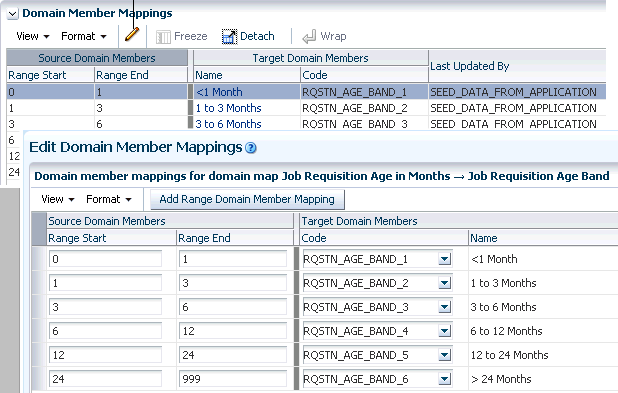 Domain Member Mappings
View Format Freeze Detach Wrap
Source Domain Members Target Domain Members Last Updated By
Range Start Range End Name Code
0 1 <1 Month RQSTN_AGE_BAND_1 SEED_DATA_FROM_APPLICATION
1 3 1 to 3 Months RQSTN_AGE_BAND_2 SEED_DATA_FROM_APPLICATION
3 6 3 to 6 Months RQSTN_AGE_BAND_3 SEED_DATA_FROM_APPLICATION
6
12
24
Edit Domain Member Mappings ?
Domain member mappings for domain map Job Requisition Age in Months → Job Requisition Age Band
View Format Add Range Domain Member Mapping
Source Domain Members Target Domain Members
Range Start Range End Code Name
0 1 RQSTN_AGE_BAND_1 <1 Month
1 3 RQSTN_AGE_BAND_2 1 to 3 Months
3 6 RQSTN_AGE_BAND_3 3 to 6 Months
6 12 RQSTN_AGE_BAND_4 6 to 12 Months
12 24 RQSTN_AGE_BAND_5 12 to 24 Months
24 999 RQSTN_AGE_BAND_6 > 24 Months